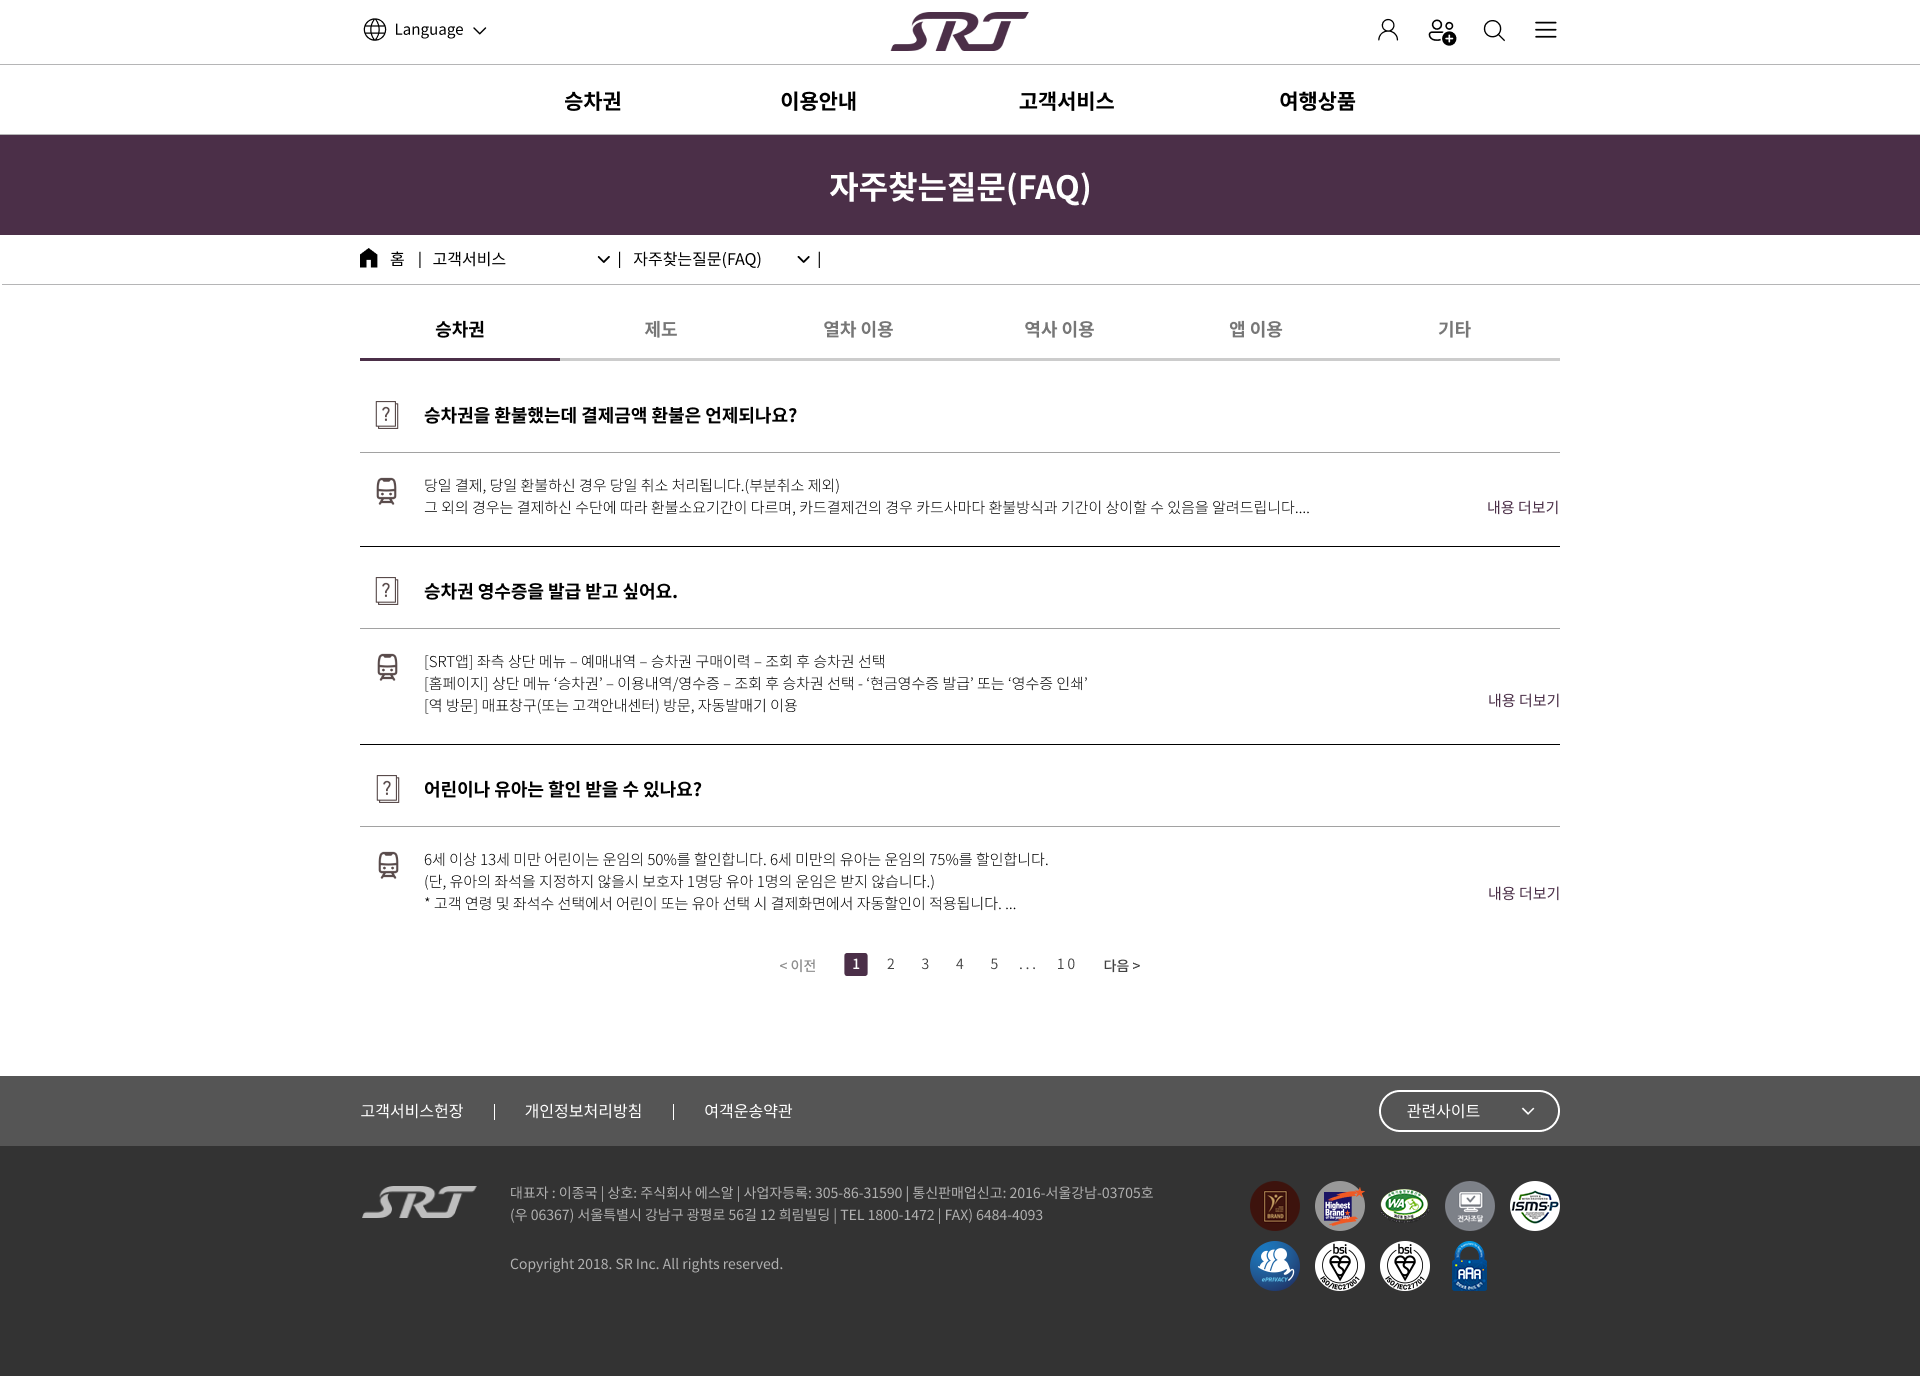 Language
SRT
승차권
이용안내
고객서비스
여행상품
자주찾는질문(FAQ)
홈 | 고객서비스 | 자주찾는질문(FAQ) |
승차권
제도
열차 이용
역사 이용
앱 이용
기타
승차권을 환불했는데 결제금액 환불은 언제되나요?
당일 결제, 당일 환불하신 경우 당일 취소 처리됩니다.(부분취소 제외)
그 외의 경우는 결제하신 수단에 따라 환불소요기간이 다르며, 카드결제건의 경우 카드사마다 환불방식과 기간이 상이할 수 있음을 알려드립니다....
내용 더보기
승차권 영수증을 발급 받고 싶어요.
[SRT앱] 좌측 상단 메뉴 – 예매내역 – 승차권 구매이력 – 조회 후 승차권 선택
[홈페이지] 상단 메뉴 ‘승차권’ – 이용내역/영수증 – 조회 후 승차권 선택 - ‘현금영수증 발급’ 또는 ‘영수증 인쇄’
[역 방문] 매표창구(또는 고객안내센터) 방문, 자동발매기 이용
내용 더보기
어린이나 유아는 할인 받을 수 있나요?
6세 이상 13세 미만 어린이는 운임의 50%를 할인합니다. 6세 미만의 유아는 운임의 75%를 할인합니다.
(단, 유아의 좌석을 지정하지 않을시 보호자 1명당 유아 1명의 운임은 받지 않습니다.)
* 고객 연령 및 좌석수 선택에서 어린이 또는 유아 선택 시 결제화면에서 자동할인이 적용됩니다. ...
내용 더보기
< 이전 1 2 3 4 5 ... 10 다음 >
고객서비스헌장 | 개인정보처리방침 | 여객운송약관
관련사이트
SRT
대표자 : 이종국 | 상호: 주식회사 에스알 | 사업자등록: 305-86-31590 | 통신판매업신고: 2016-서울강남-03705호
(우 06367) 서울특별시 강남구 광평로 56길 12 희림빌딩 | TEL 1800-1472 | FAX) 6484-4093
Copyright 2018. SR Inc. All rights reserved.
BRAND
Highest Brand
WA
전자조달
ISMS-P
ePRIVACY
bsi
ISO/IEC27001
bsi
ISO/IEC27701
AAA